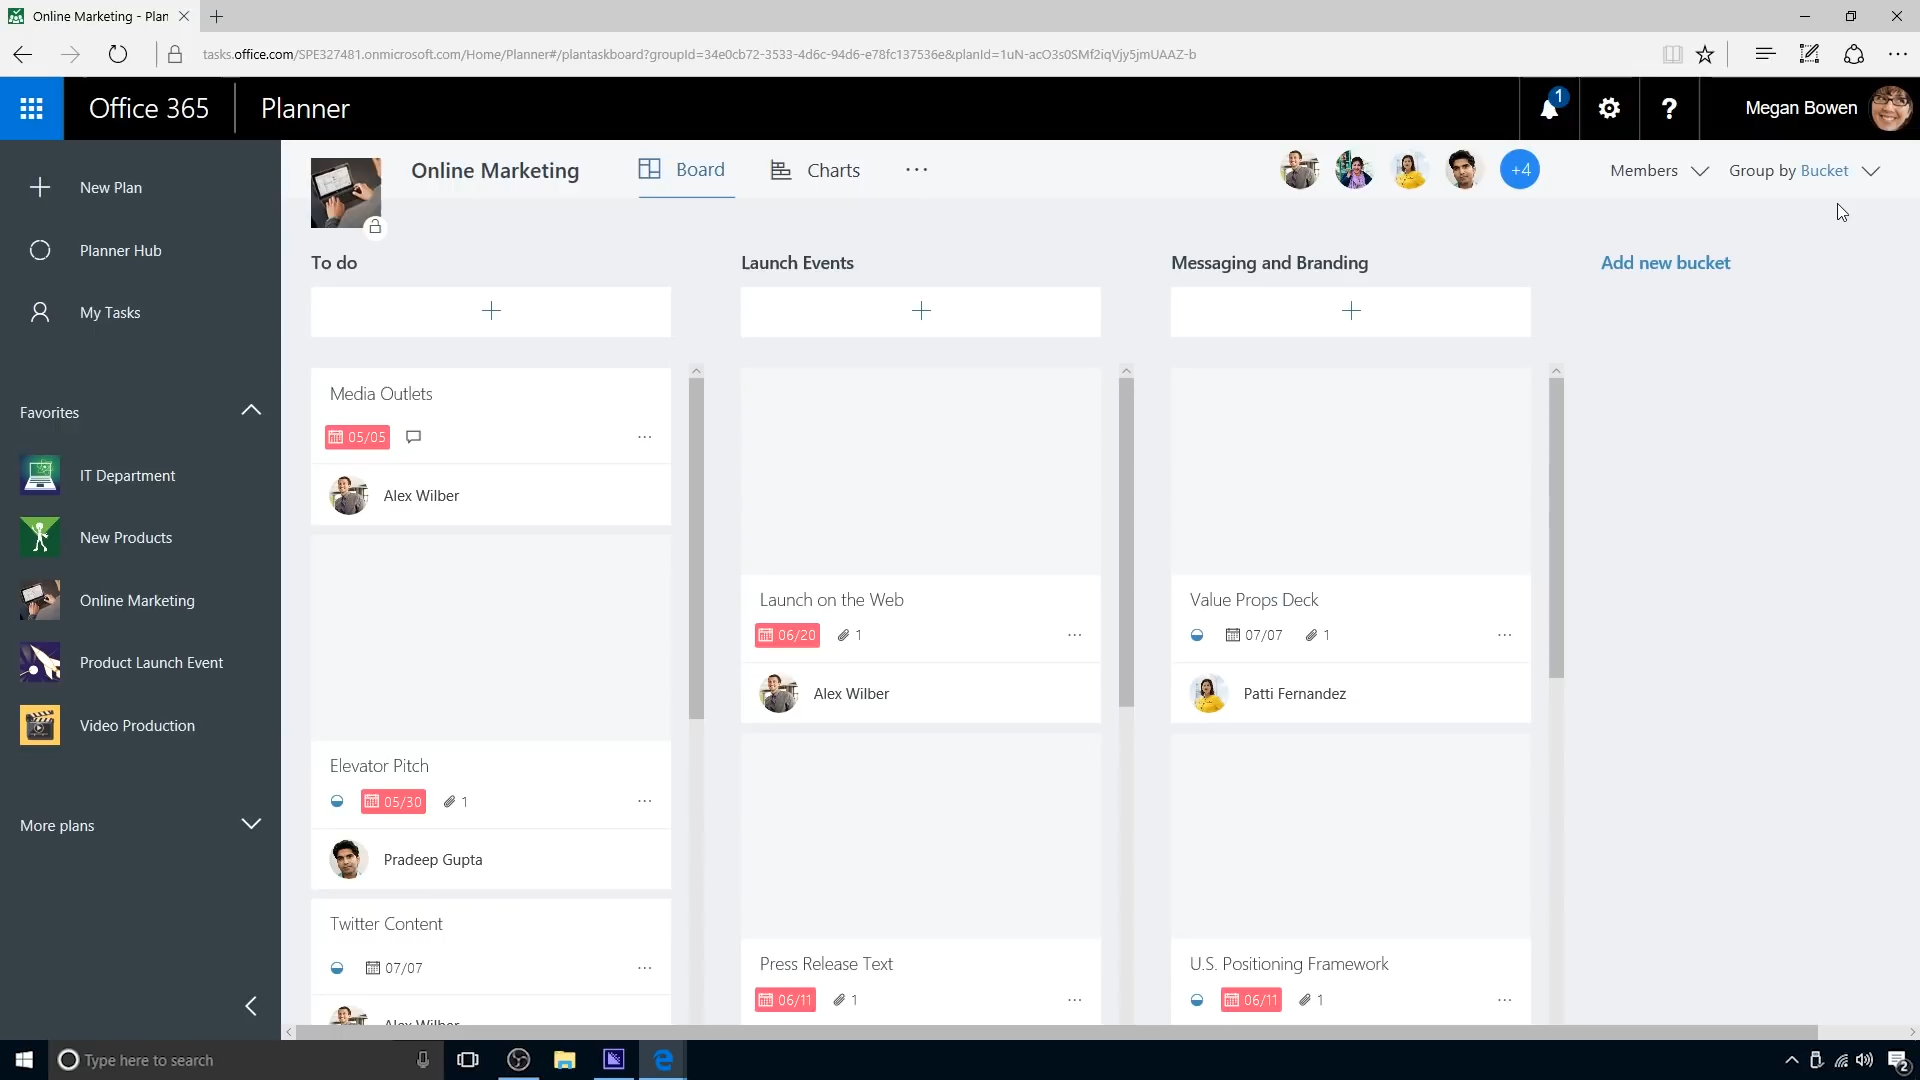 Online Marketing - Plan
tasks.office.com/SPE327481.onmicrosoft.com/Home/Planner#/plantaskboard?groupId=34e0cb72-3533-4d6c-94d6-e78fc137536e&planId=1uN-acO3s0SMf2iqVjy5jmUAAZ-b
Office 365 Planner
1
?
Megan Bowen
New Plan
Planner Hub
My Tasks
Favorites
IT Department
New Products
Online Marketing
Product Launch Event
Video Production
More plans
Online Marketing Board Charts ...
+4
Members
Group by Bucket
To do
Media Outlets
05/05
Alex Wilber
Elevator Pitch
05/30 1
Pradeep Gupta
Twitter Content
07/07
Alex Wilber
Launch Events
Launch on the Web
06/20 1
Alex Wilber
Press Release Text
06/11 1
Messaging and Branding
Value Props Deck
07/07 1
Patti Fernandez
U.S. Positioning Framework
06/11 1
Add new bucket
Type here to search
2